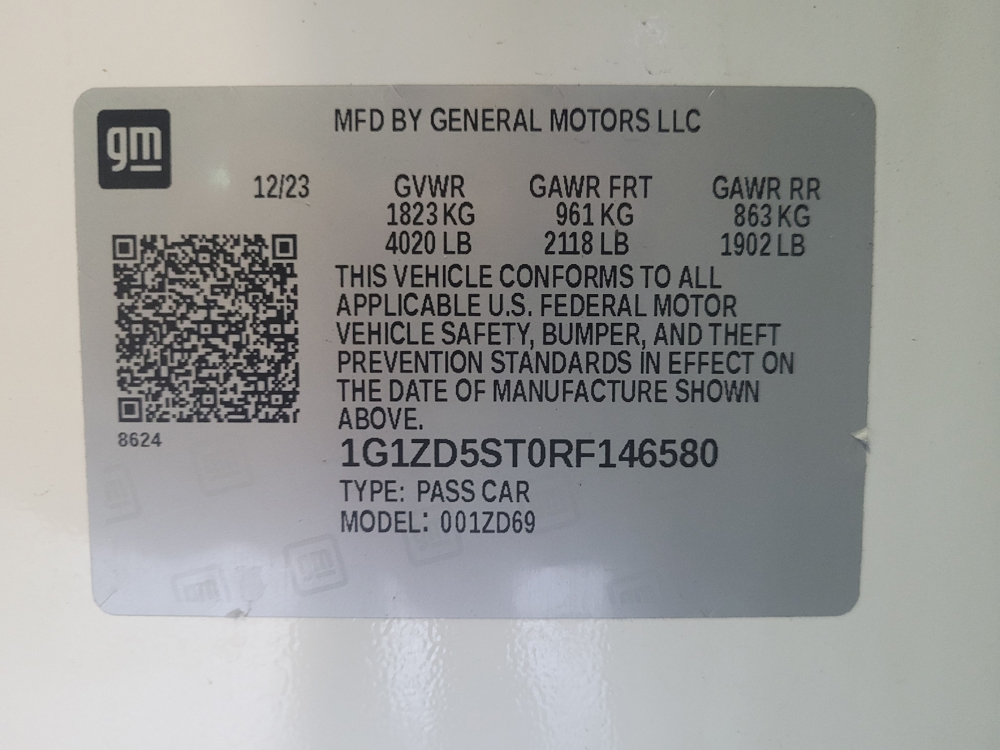 gm
MFD BY GENERAL MOTORS LLC
12/23 GVWR GAWR FRT GAWR RR
1823 KG 961 KG 863 KG
4020 LB 2118 LB 1902 LB
THIS VEHICLE CONFORMS TO ALL
APPLICABLE U.S. FEDERAL MOTOR
VEHICLE SAFETY, BUMPER, AND THEFT
PREVENTION STANDARDS IN EFFECT ON
THE DATE OF MANUFACTURE SHOWN
ABOVE.
8624
1G1ZD5ST0RF146580
TYPE: PASS CAR
MODEL: 001ZD69